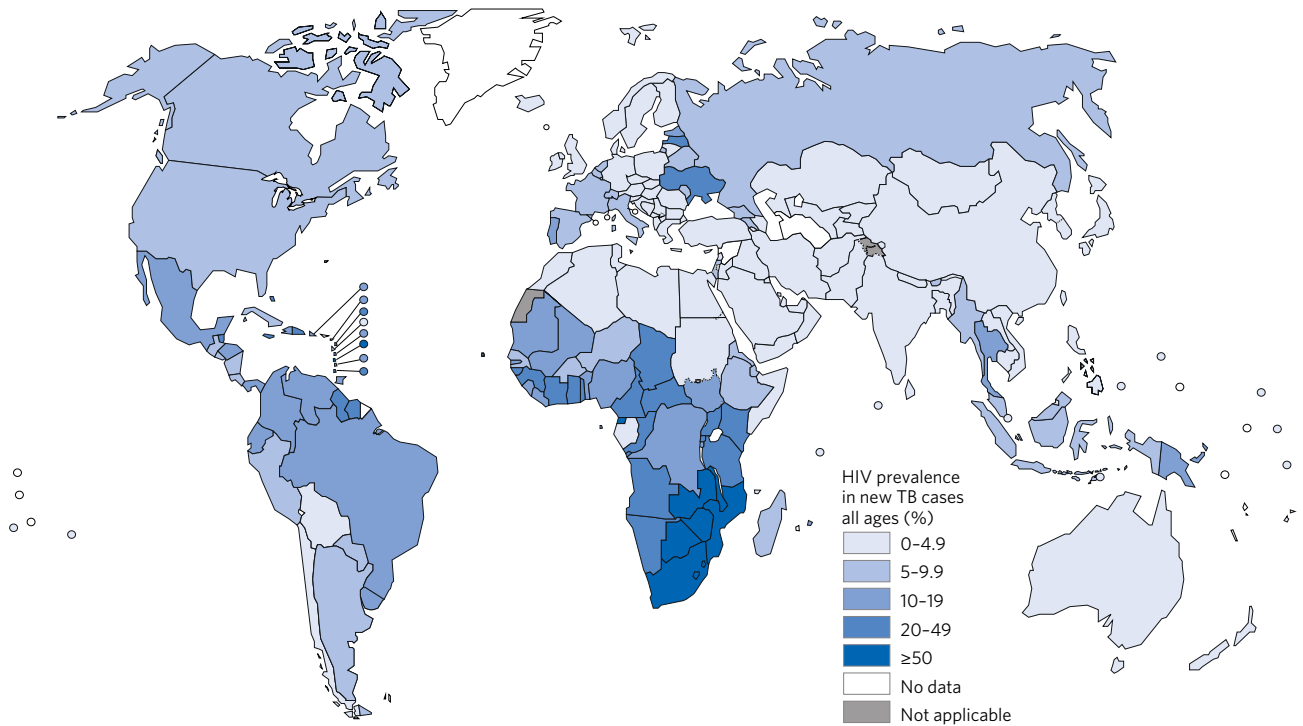 HIV prevalence
in new TB cases
all ages (%)
0–4.9
5–9.9
10–19
20–49
≥50
No data
Not applicable